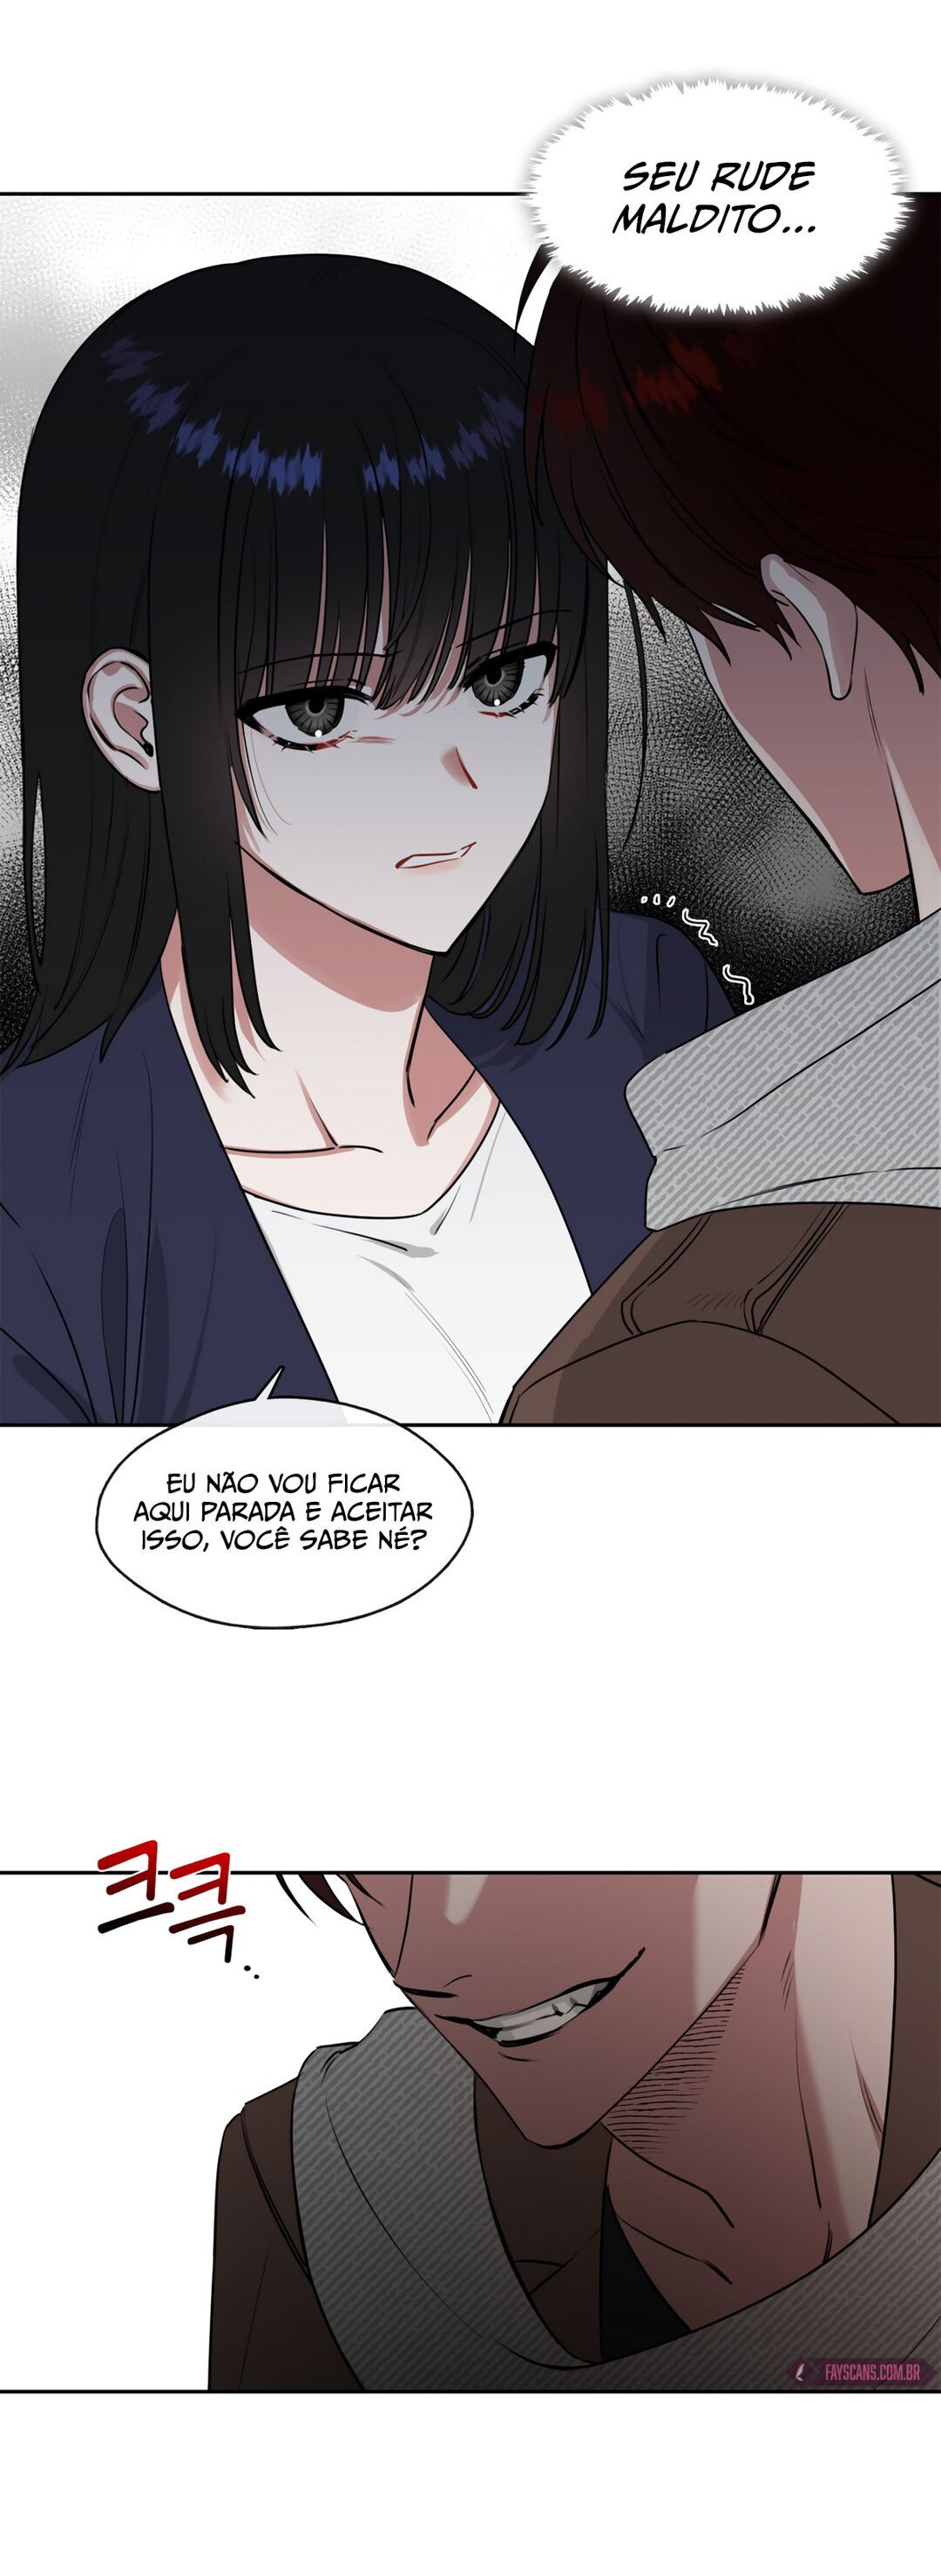 SEU RUDE
MALDITO...
EU NÃO VOU FICAR
AQUI PARADA E ACEITAR
ISSO, VOCÊ SABE NÉ?
크큭..
FAYSCANS.COM.BR